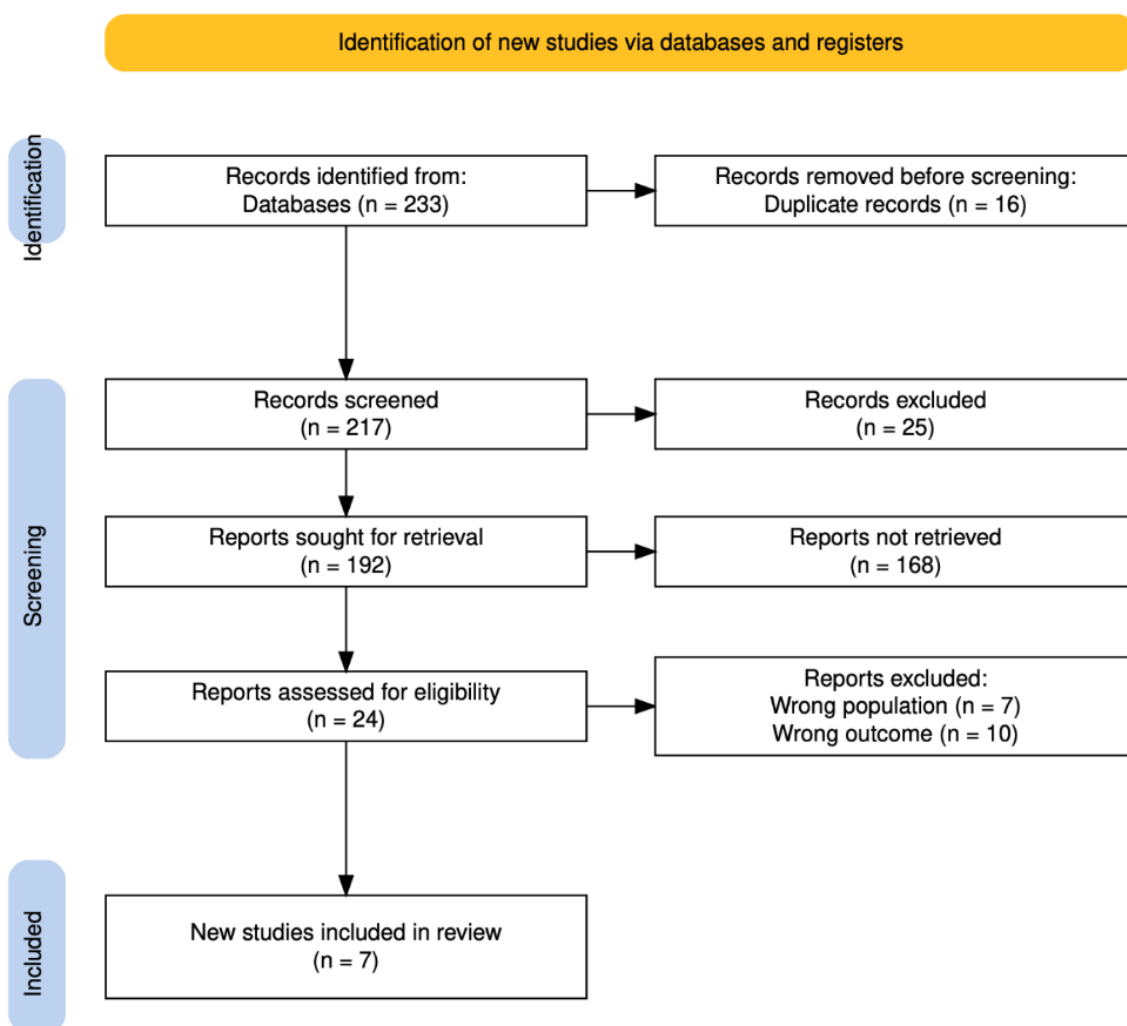 Identification of new studies via databases and registers
Identification
Records identified from:
Databases (n = 233)
Records removed before screening:
Duplicate records (n = 16)
Screening
Records screened
(n = 217)
Records excluded
(n = 25)
Reports sought for retrieval
(n = 192)
Reports not retrieved
(n = 168)
Reports assessed for eligibility
(n = 24)
Reports excluded:
Wrong population (n = 7)
Wrong outcome (n = 10)
Included
New studies included in review
(n = 7)